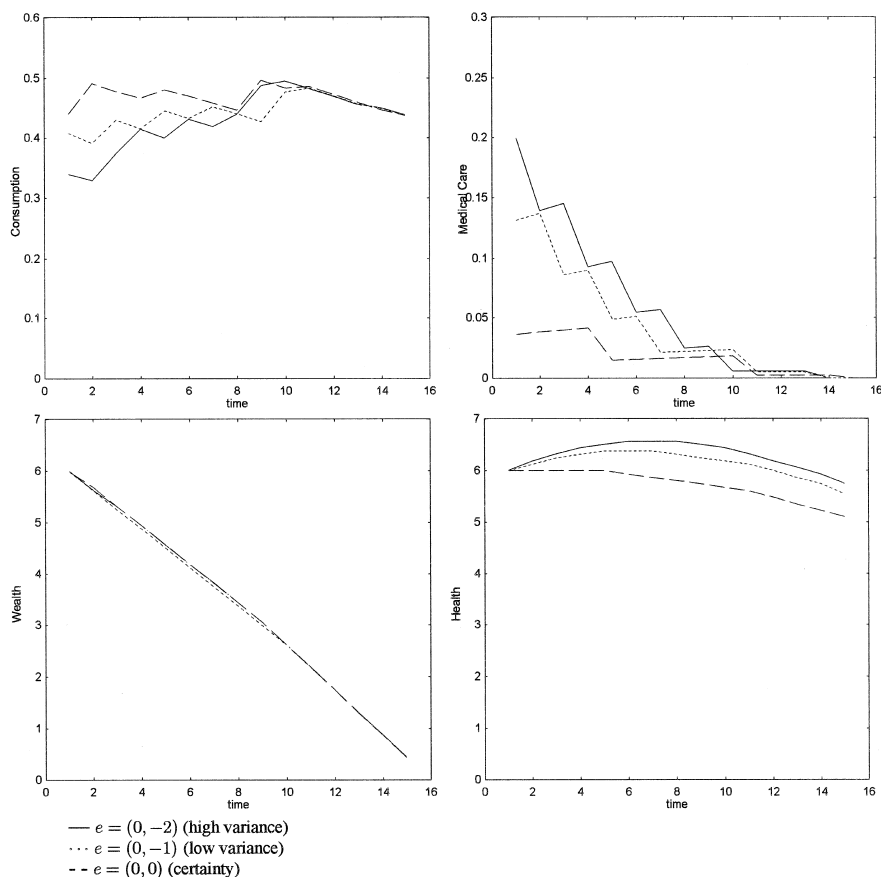 0.6
0.5
0.4
0.3
0.2
0.1
0
Consumption
0 2 4 6 8 10 12 14 16
time
0.3
0.25
0.2
0.15
0.1
0.05
0
Medical Care
0 2 4 6 8 10 12 14 16
time
7
6
5
4
3
2
1
0
Wealth
0 2 4 6 8 10 12 14 16
time
7
6
5
4
3
2
1
0
Health
0 2 4 6 8 10 12 14 16
time
e = (0, −2) (high variance)
e = (0, −1) (low variance)
e = (0, 0) (certainty)